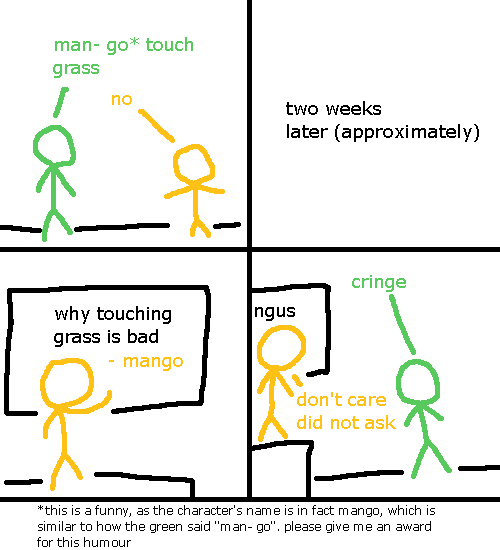 man- go* touch
grass
no
two weeks
later (approximately)
why touching
grass is bad
- mango
cringe
ngus
don't care
did not ask
*this is a funny, as the character's name is in fact mango, which is
similar to how the green said "man- go". please give me an award
for this humour